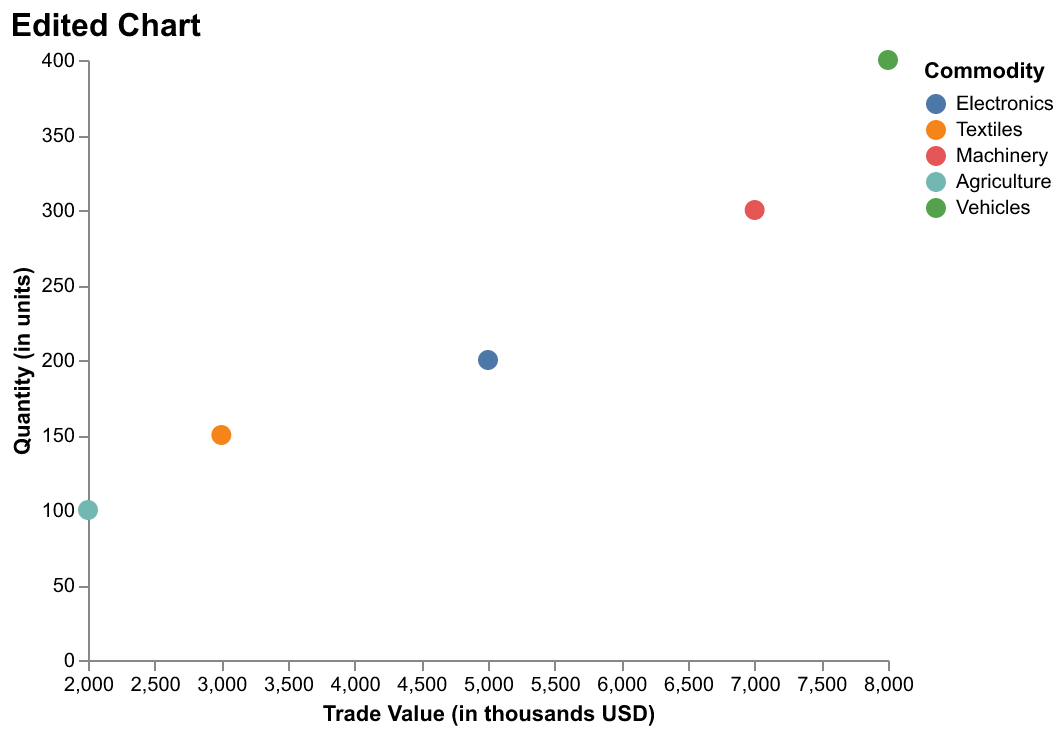 Edited Chart
400
350
300
250
200
150
100
50
0
Quantity (in units)
2,000 2,500 3,000 3,500 4,000 4,500 5,000 5,500 6,000 6,500 7,000 7,500 8,000
Trade Value (in thousands USD)
Commodity
Electronics
Textiles
Machinery
Agriculture
Vehicles